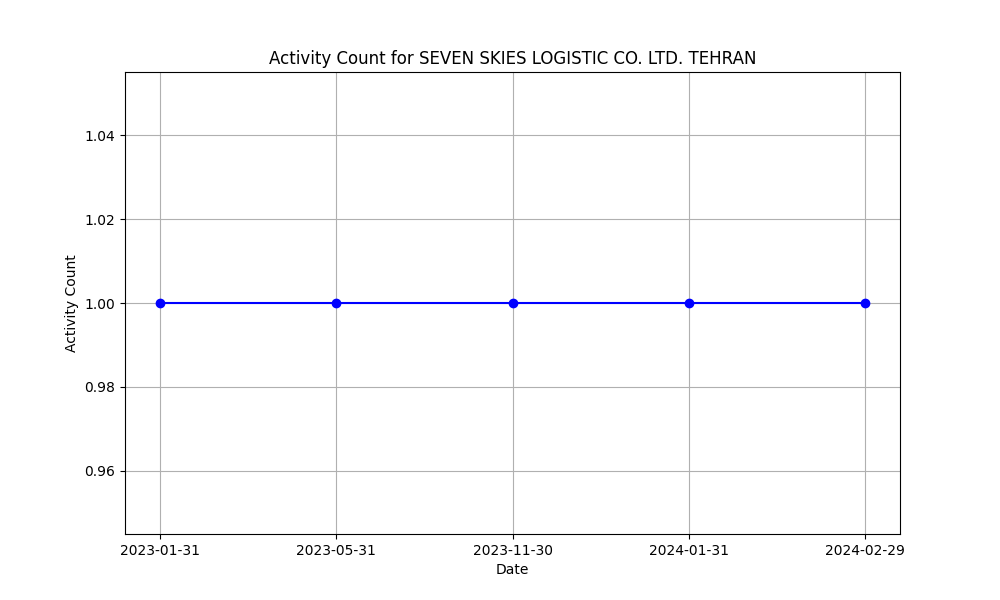 Activity Count for SEVEN SKIES LOGISTIC CO. LTD. TEHRAN
1.04
1.02
1.00
0.98
0.96
Activity Count
2023-01-31 2023-05-31 2023-11-30 2024-01-31 2024-02-29
Date